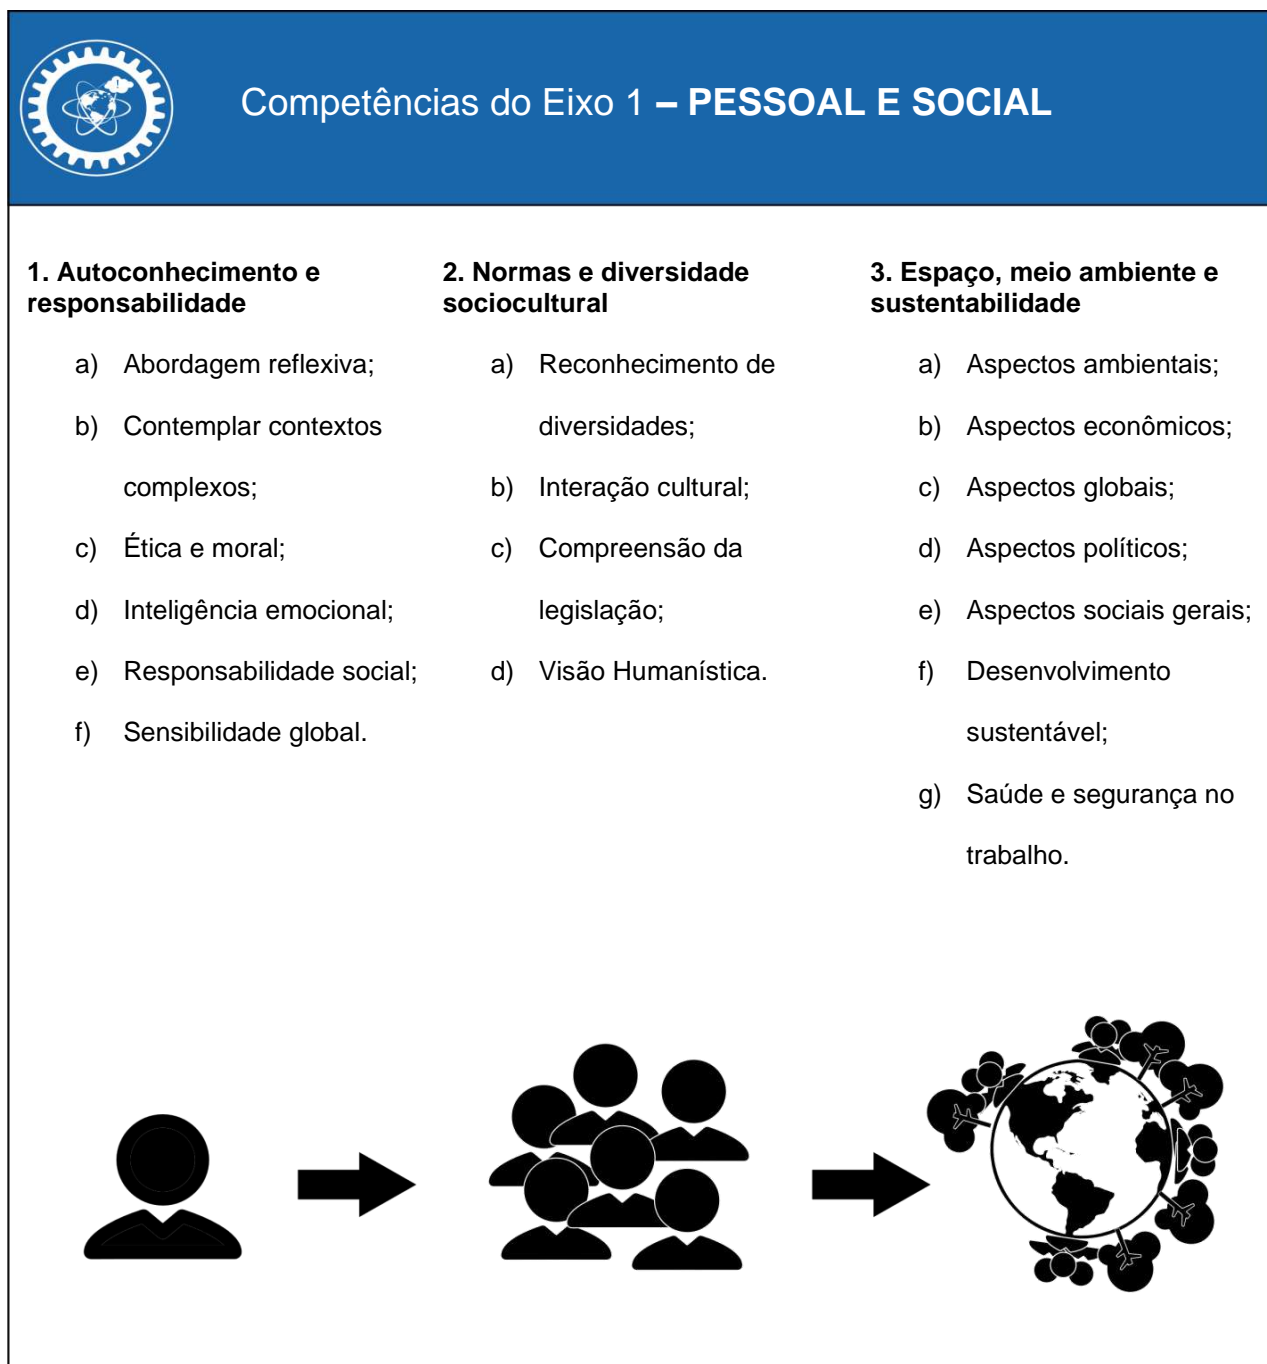 Competências do Eixo 1 – PESSOAL E SOCIAL
1. Autoconhecimento e
responsabilidade
a) Abordagem reflexiva;
b) Contemplar contextos
complexos;
c) Ética e moral;
d) Inteligência emocional;
e) Responsabilidade social;
f) Sensibilidade global.
2. Normas e diversidade
sociocultural
a) Reconhecimento de
diversidades;
b) Interação cultural;
c) Compreensão da
legislação;
d) Visão Humanística.
3. Espaço, meio ambiente e
sustentabilidade
a) Aspectos ambientais;
b) Aspectos econômicos;
c) Aspectos globais;
d) Aspectos políticos;
e) Aspectos sociais gerais;
f) Desenvolvimento
sustentável;
g) Saúde e segurança no
trabalho.